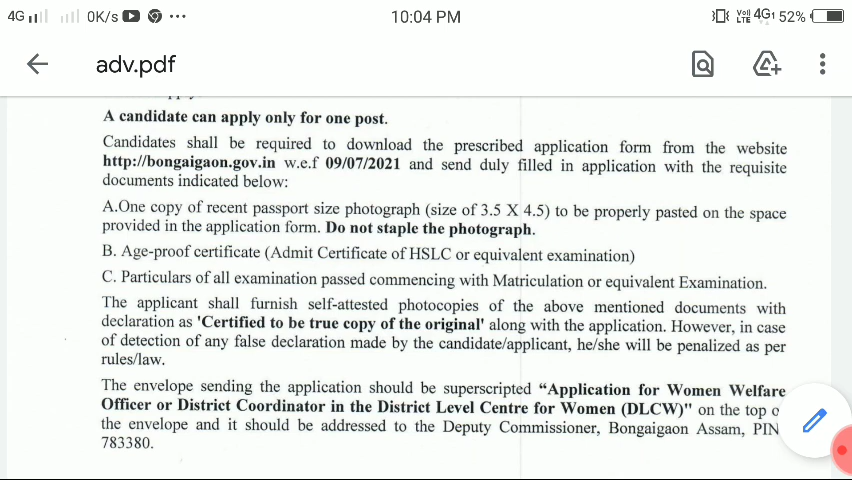 4G 0K/s ••• 10:04 PM VoII LTE 4G↑ 52%
adv.pdf
A candidate can apply only for one post.
Candidates shall be required to download the prescribed application form from the website
http://bongaigaon.gov.in w.e.f 09/07/2021 and send duly filled in application with the requisite
documents indicated below:
A.One copy of recent passport size photograph (size of 3.5 X 4.5) to be properly pasted on the space
provided in the application form. Do not staple the photograph.
B. Age-proof certificate (Admit Certificate of HSLC or equivalent examination)
C. Particulars of all examination passed commencing with Matriculation or equivalent Examination.
The applicant shall furnish self-attested photocopies of the above mentioned documents with
declaration as 'Certified to be true copy of the original' along with the application. However, in case
of detection of any false declaration made by the candidate/applicant, he/she will be penalized as per
rules/law.
The envelope sending the application should be superscripted “Application for Women Welfare
Officer or District Coordinator in the District Level Centre for Women (DLCW)" on the top o
the envelope and it should be addressed to the Deputy Commissioner, Bongaigaon Assam, PIN
783380.